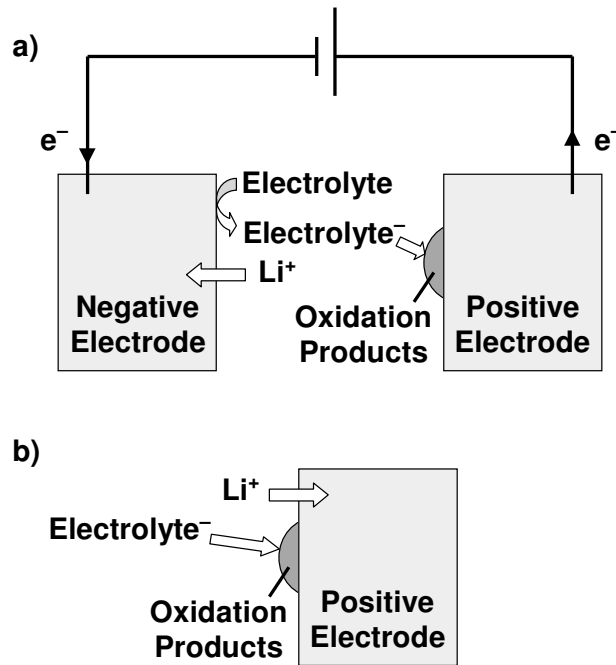 a)
e⁻
e⁻
Electrolyte
Electrolyte⁻
Li⁺
Negative
Electrode
Oxidation
Products
Positive
Electrode
b)
Li⁺
Electrolyte⁻
Oxidation
Products
Positive
Electrode